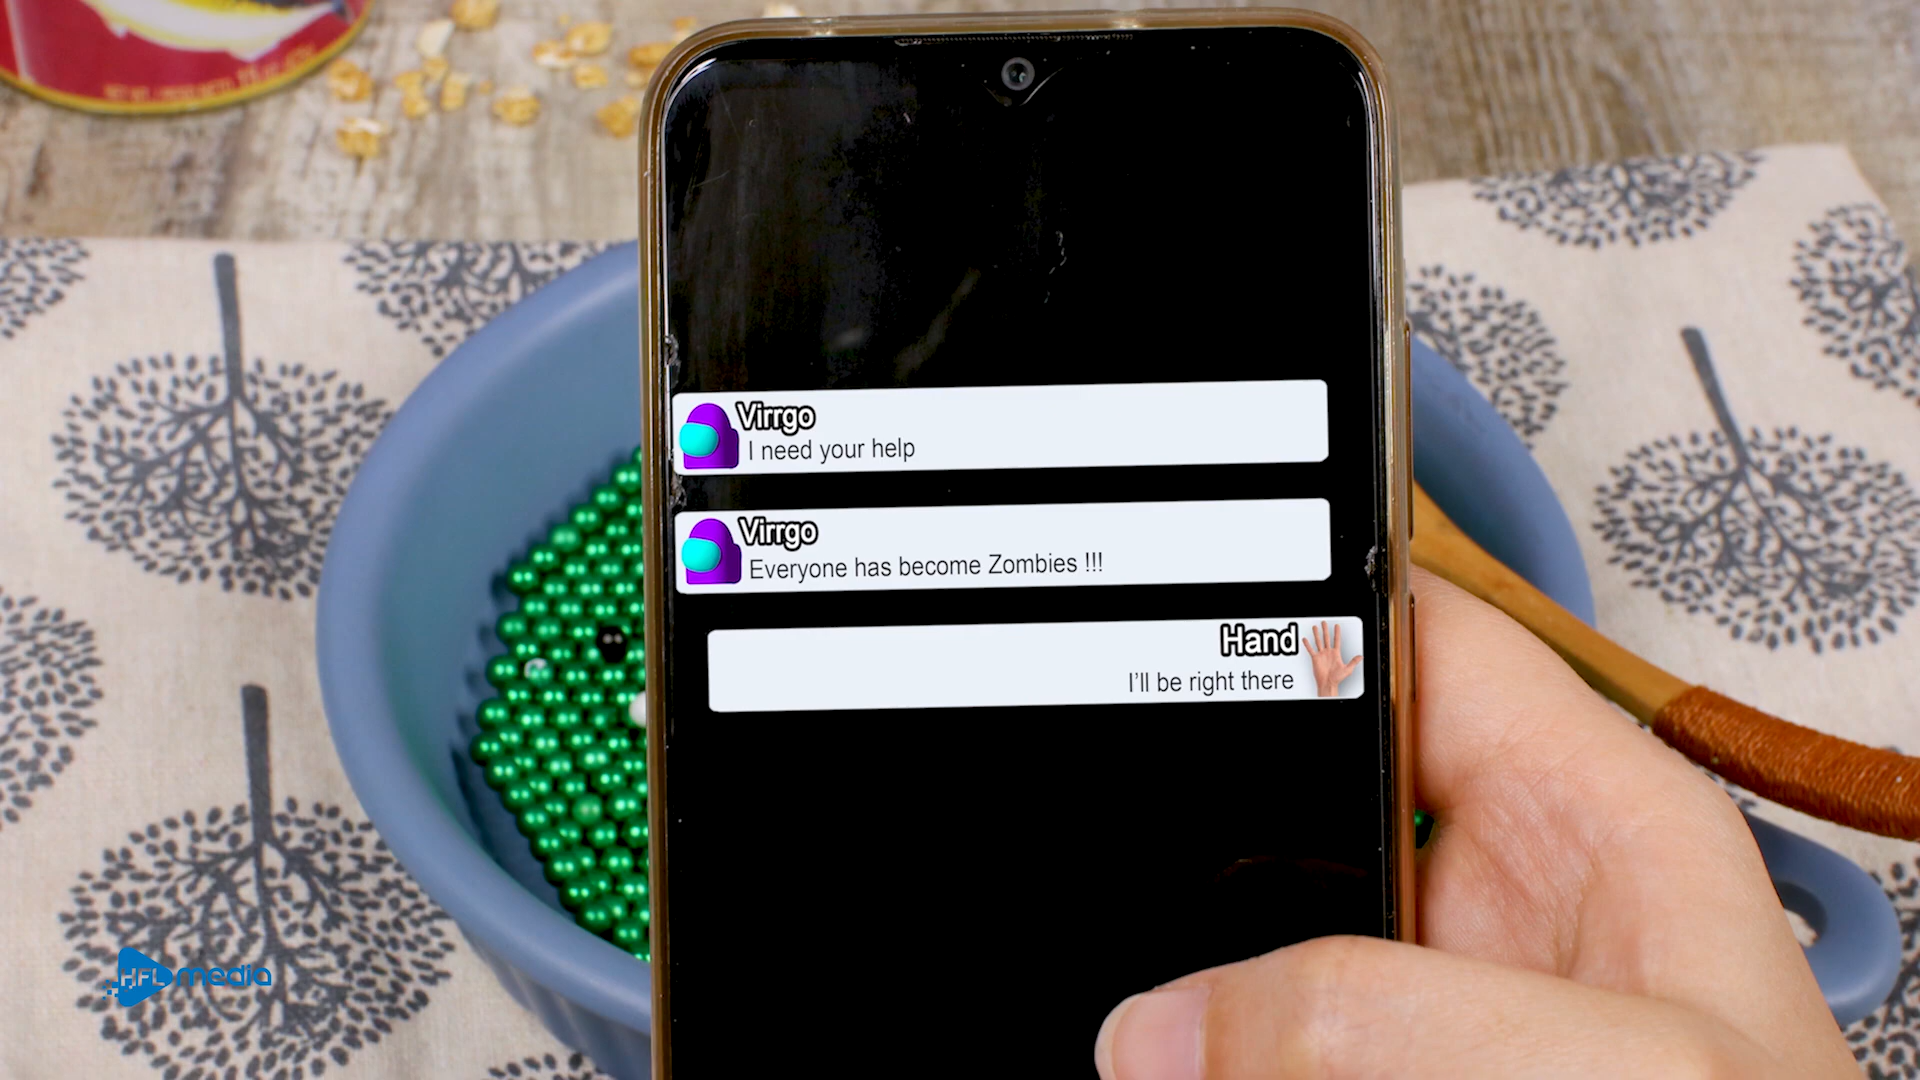 Virrgo
I need your help
Virrgo
Everyone has become Zombies !!!
Hand
I'll be right there
HFL media